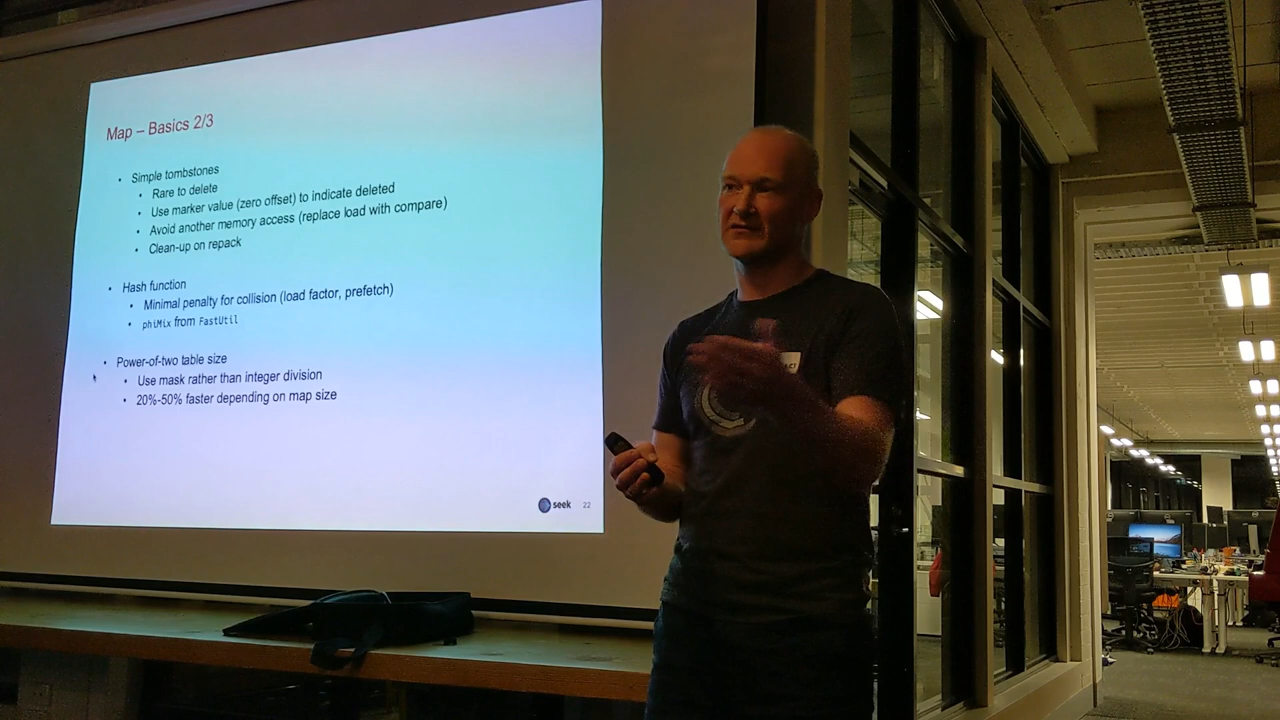 Map – Basics 2/3
• Simple tombstones
• Rare to delete
• Use marker value (zero offset) to indicate deleted
• Avoid another memory access (replace load with compare)
• Clean-up on repack
• Hash function
• Minimal penalty for collision (load factor, prefetch)
• phiMix from FastUtil
• Power-of-two table size
• Use mask rather than integer division
• 20%-50% faster depending on map size
seek 22